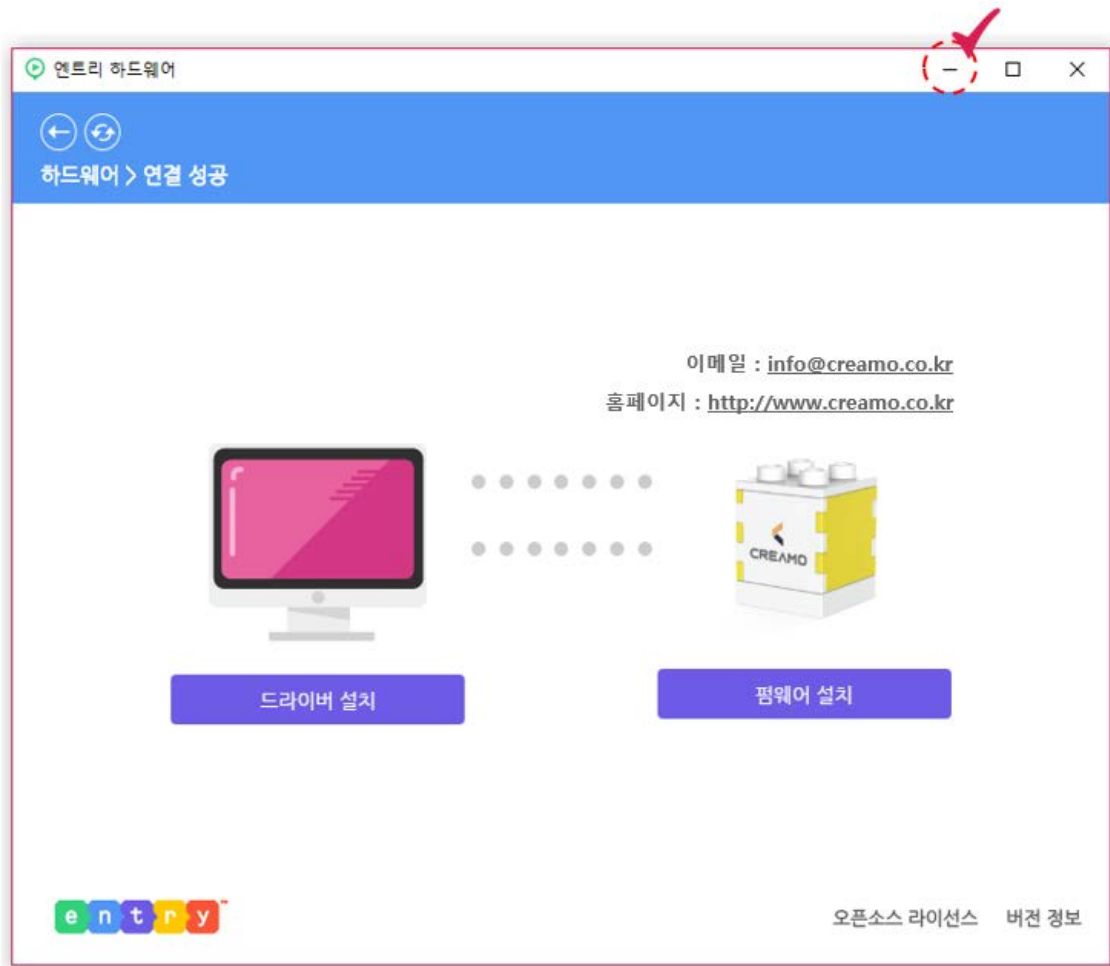 엔트리 하드웨어
하드웨어 > 연결 성공
이메일 : info@creamo.co.kr
홈페이지 : http://www.creamo.co.kr
CREAMO
드라이버 설치
펌웨어 설치
entry
오픈소스 라이선스 버전 정보